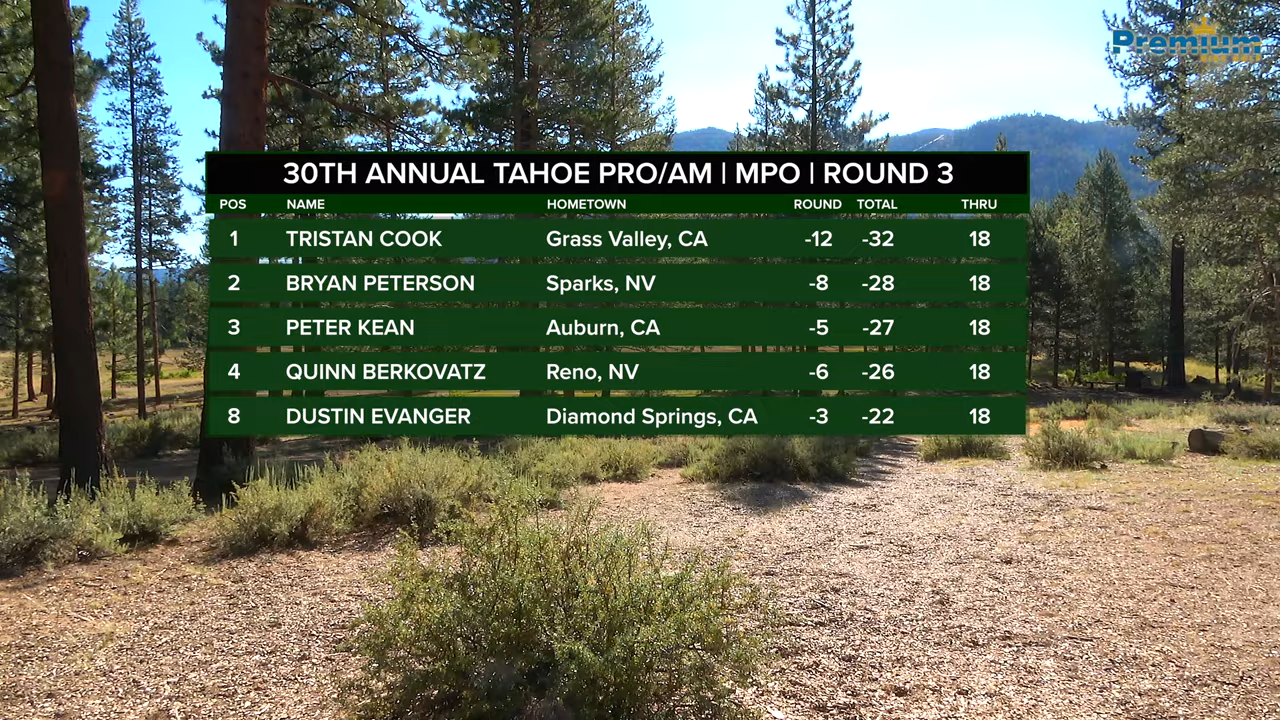 Premium
DISC GOLF
30TH ANNUAL TAHOE PRO/AM | MPO | ROUND 3
POS NAME HOMETOWN ROUND TOTAL THRU
1 TRISTAN COOK Grass Valley, CA -12 -32 18
2 BRYAN PETERSON Sparks, NV -8 -28 18
3 PETER KEAN Auburn, CA -5 -27 18
4 QUINN BERKOVATZ Reno, NV -6 -26 18
8 DUSTIN EVANGER Diamond Springs, CA -3 -22 18